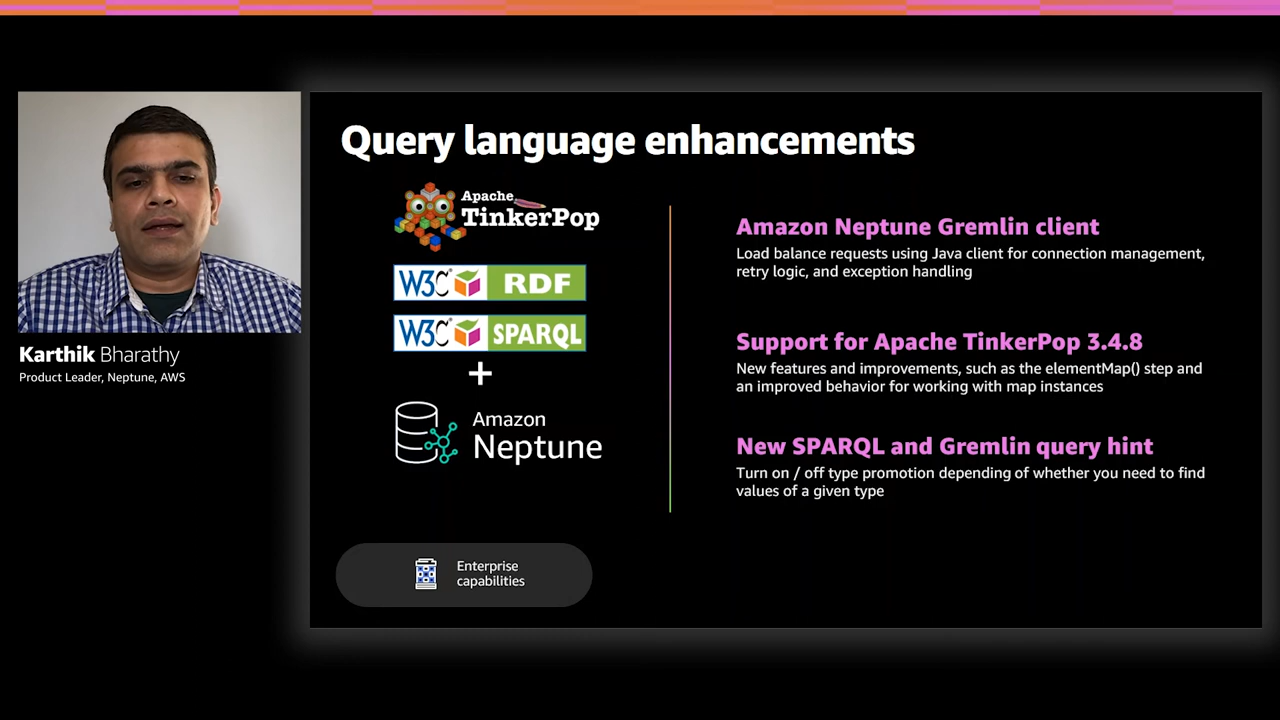 Query language enhancements
Apache
TinkerPop
W3C® RDF
W3C® SPARQL
+
Amazon
Neptune
Enterprise
capabilities
Amazon Neptune Gremlin client
Load balance requests using Java client for connection management,
retry logic, and exception handling
Support for Apache TinkerPop 3.4.8
New features and improvements, such as the elementMap() step and
an improved behavior for working with map instances
New SPARQL and Gremlin query hint
Turn on / off type promotion depending of whether you need to find
values of a given type
Karthik Bharathy
Product Leader, Neptune, AWS